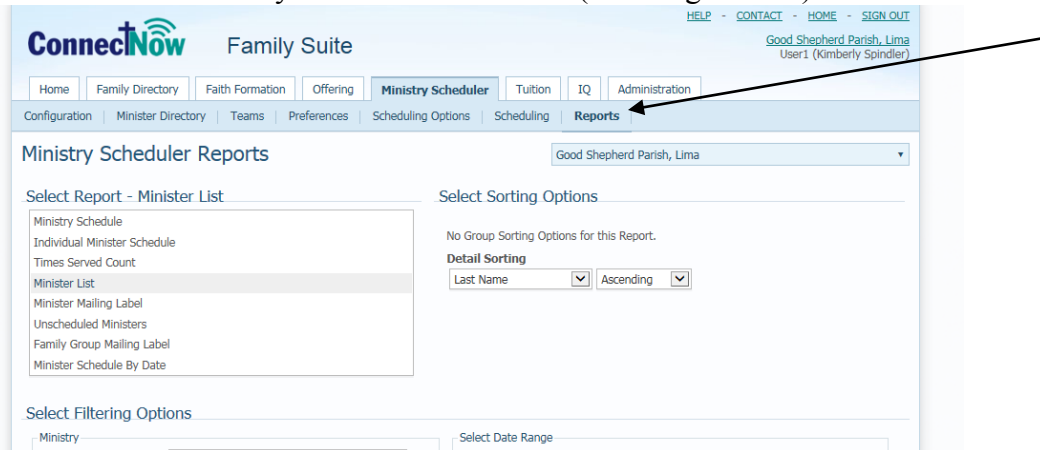 HELP - CONTACT - HOME - SIGN OUT
ConnectNow Family Suite
Good Shepherd Parish, Lima
User1 (Kimberly Spindler)
Home Family Directory Faith Formation Offering Ministry Scheduler Tuition IQ Administration
Configuration | Minister Directory | Teams | Preferences | Scheduling Options | Scheduling | Reports
Ministry Scheduler Reports
Good Shepherd Parish, Lima
Select Report - Minister List
Select Sorting Options
Ministry Schedule
Individual Minister Schedule
Times Served Count
Minister List
Minister Mailing Label
Unscheduled Ministers
Family Group Mailing Label
Minister Schedule By Date
No Group Sorting Options for this Report.
Detail Sorting
Last Name Ascending
Select Filtering Options
Ministry
Select Date Range